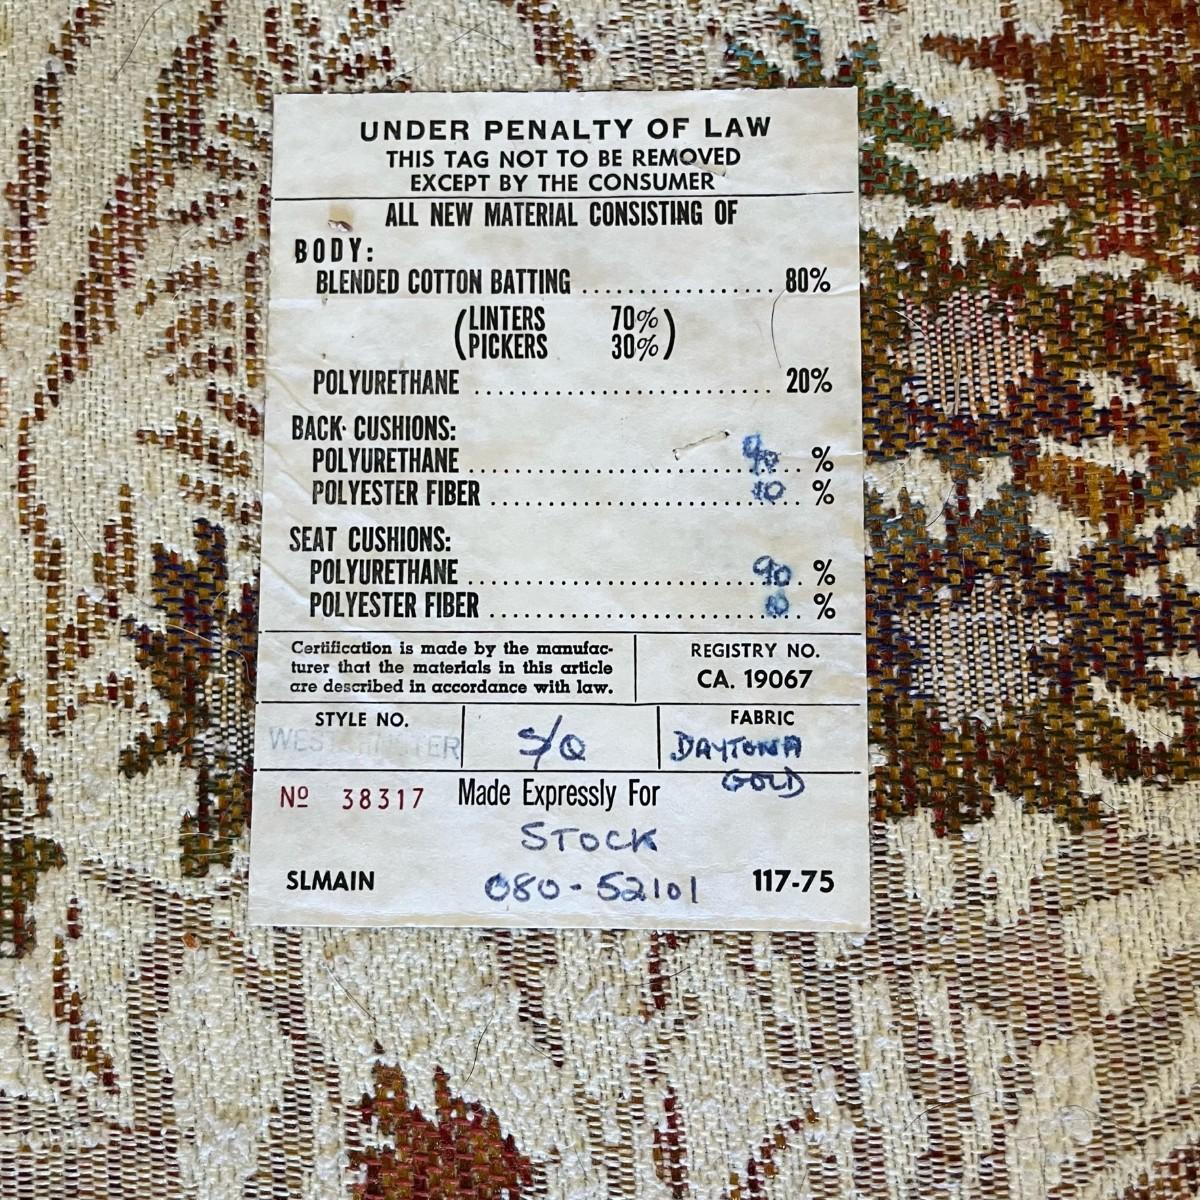 UNDER PENALTY OF LAW
THIS TAG NOT TO BE REMOVED
EXCEPT BY THE CONSUMER
ALL NEW MATERIAL CONSISTING OF
BODY:
BLENDED COTTON BATTING ................. 80%
(LINTERS 70%)
(PICKERS 30%)
POLYURETHANE .......................... 20%
BACK CUSHIONS:
POLYURETHANE ............................. 90 %
POLYESTER FIBER ........................... 10 %
SEAT CUSHIONS:
POLYURETHANE ............................. 90 %
POLYESTER FIBER ........................... 10 %
Certification is made by the manufac-
turer that the materials in this article
are described in accordance with law.
REGISTRY NO.
CA. 19067
STYLE NO.
S/Q
FABRIC
DAYTONA
GOLD
Nº 38317 Made Expressly For
STOCK
SLMAIN 080-52101 117-75